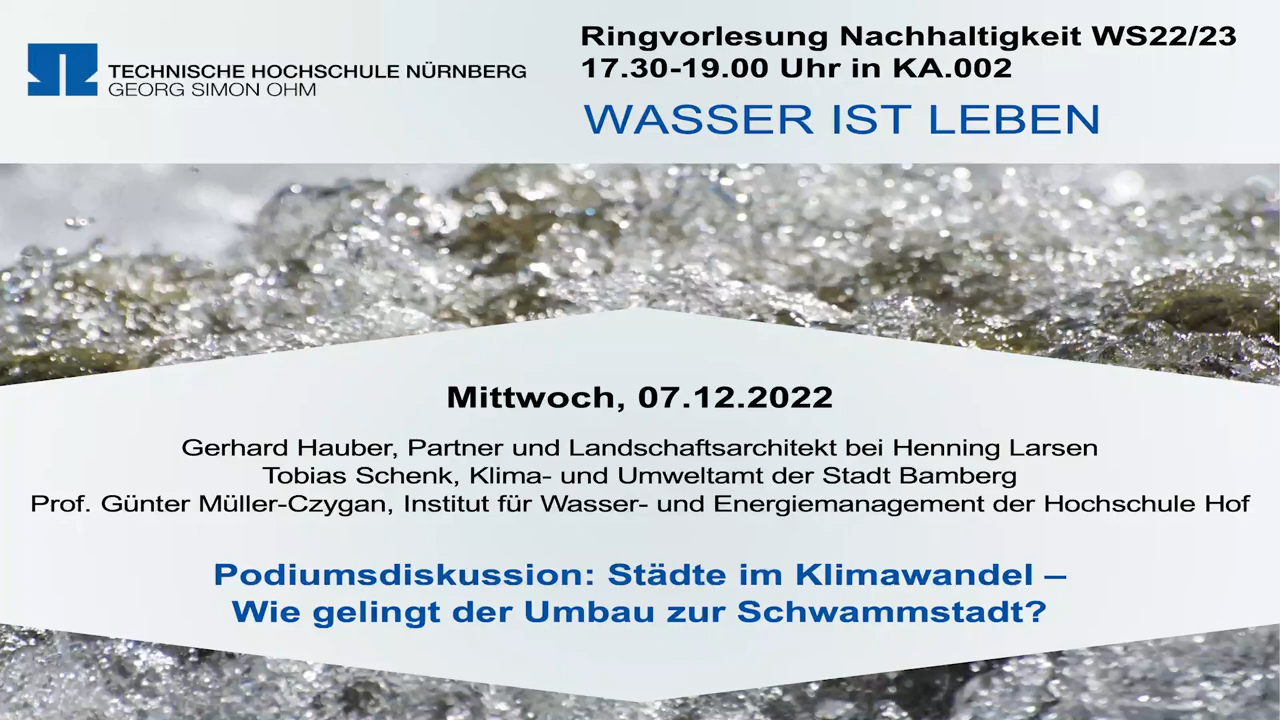 TECHNISCHE HOCHSCHULE NÜRNBERG
GEORG SIMON OHM
Ringvorlesung Nachhaltigkeit WS22/23
17.30-19.00 Uhr in KA.002
WASSER IST LEBEN
Mittwoch, 07.12.2022
Gerhard Hauber, Partner und Landschaftsarchitekt bei Henning Larsen
Tobias Schenk, Klima- und Umweltamt der Stadt Bamberg
Prof. Günter Müller-Czygan, Institut für Wasser- und Energiemanagement der Hochschule Hof
Podiumsdiskussion: Städte im Klimawandel –
Wie gelingt der Umbau zur Schwammstadt?